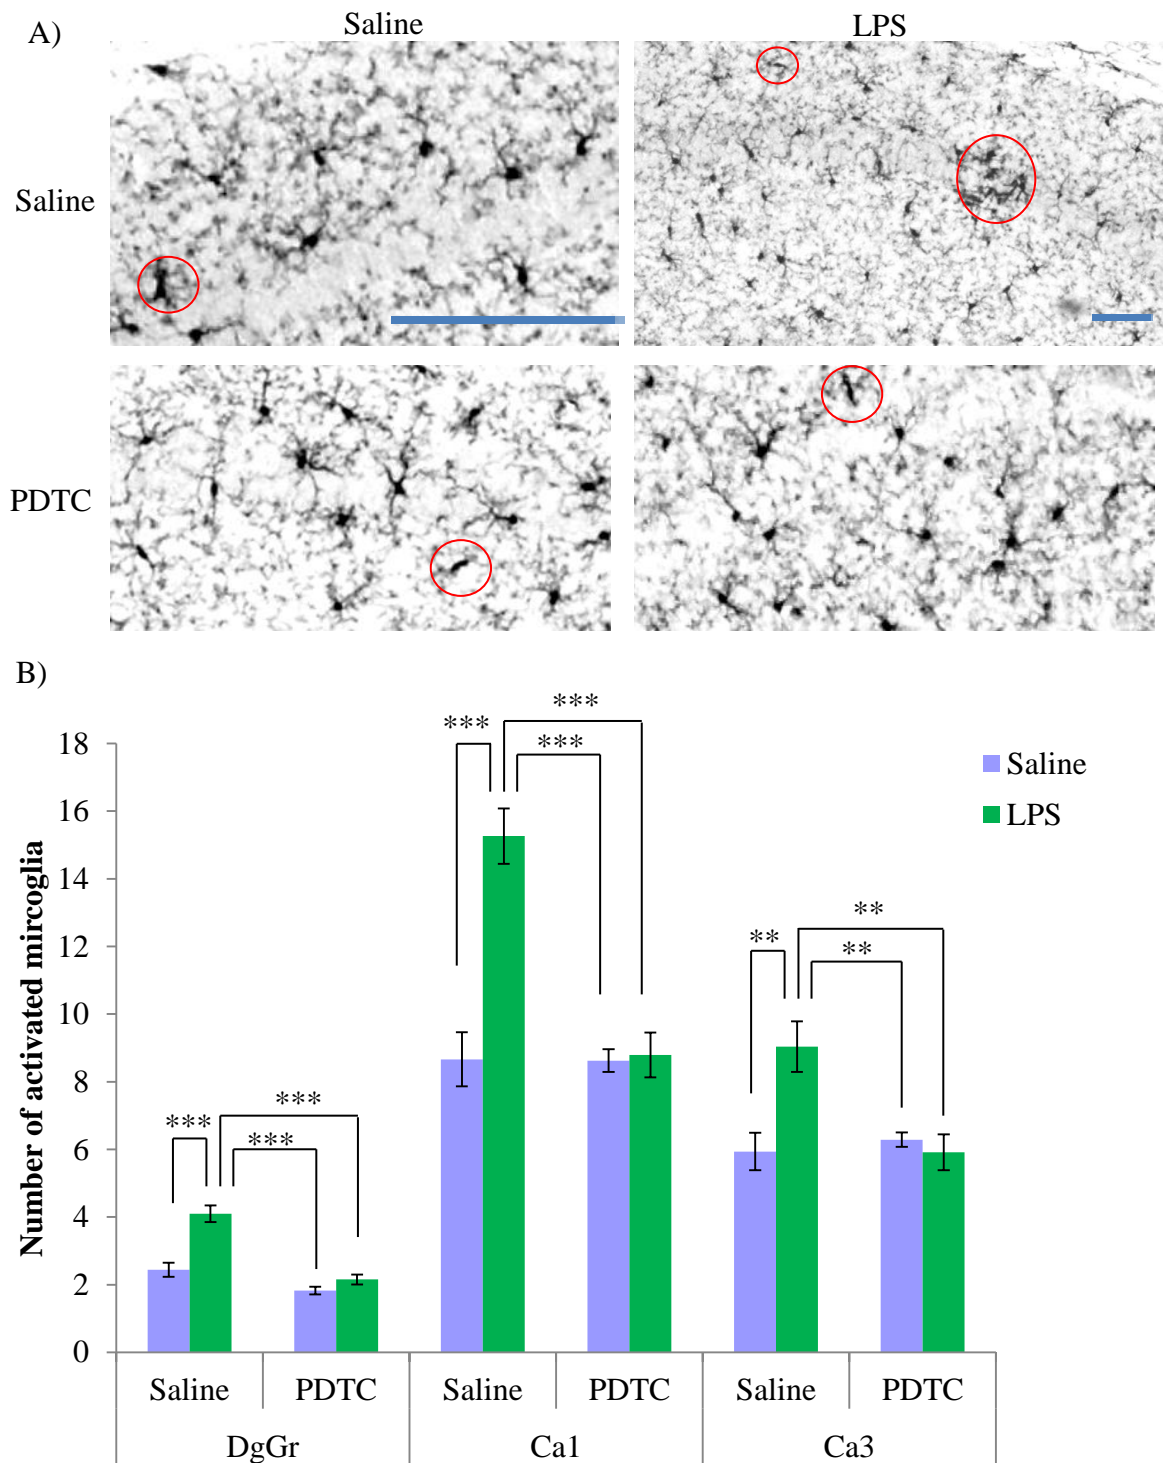 A)
Saline
LPS
Saline
PDTC
B)
Number of activated mircoglia
18
16
14
12
10
8
6
4
2
0
***
***
***
***
***
***
**
**
**
Saline
LPS
Saline PDTC Saline PDTC Saline PDTC
DgGr Ca1 Ca3